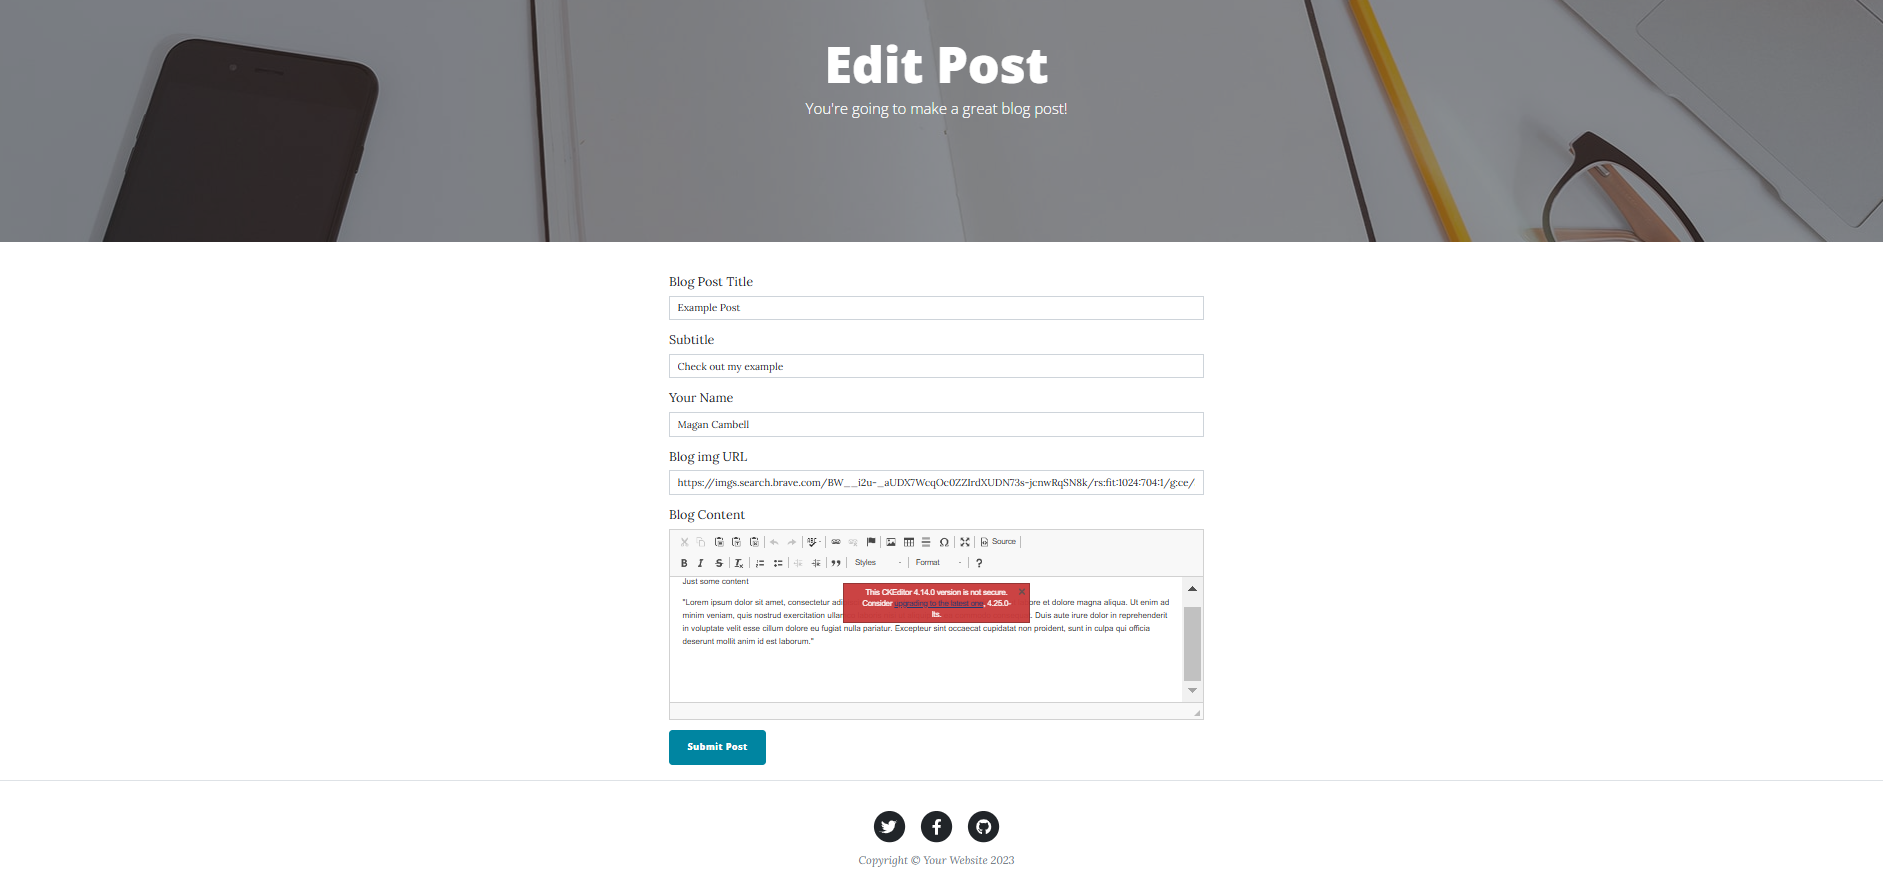 Edit Post
You're going to make a great blog post!
Blog Post Title
Example Post
Subtitle
Check out my example
Your Name
Magan Cambell
Blog img URL
https://imgs.search.brave.com/BW__i2u-_aUDX7WcqOc0ZZIrdXUDN73s-jcnwRqSN8k/rs:fit:1024:704:1/g:ce/
Blog Content
Source
Styles
Format
Just some content
This CKEditor 4.14.0 version is not secure.
Consider upgrading to the latest one, 4.25.0-
lts.
"Lorem ipsum dolor sit amet, consectetur adi ore et dolore magna aliqua. Ut enim ad
minim veniam, quis nostrud exercitation ullam . Duis aute irure dolor in reprehenderit
in voluptate velit esse cillum dolore eu fugiat nulla pariatur. Excepteur sint occaecat cupidatat non proident, sunt in culpa qui officia
deserunt mollit anim id est laborum."
Submit Post
Copyright © Your Website 2023